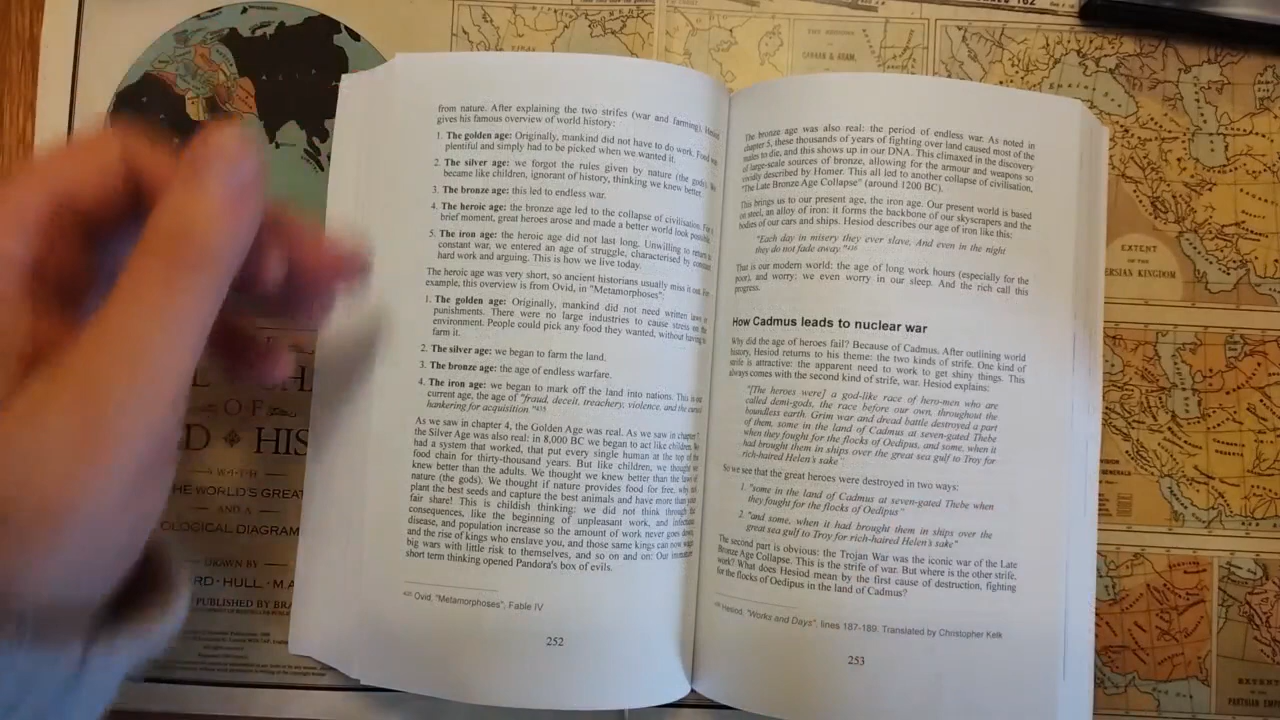 from nature. After explaining the two strifes (war and farming),
gives his famous overview of world history:
1. The golden age: Originally, mankind did not have to do work. Food was
plentiful and simply had to be picked when we wanted it.
2. The silver age: we forgot the rules given by nature (the gods).
became like children, ignorant of history, thinking we knew better.
3. The bronze age: this led to endless war.
4. The heroic age: the bronze age led to the collapse of civilisation. For a
brief moment, great heroes arose and made a better world look possible.
5. The iron age: the heroic age did not last long. Unwilling to return to
constant war, we entered an age of struggle, characterised by constant
hard work and arguing. This is how we live today.
The heroic age was very short, so ancient historians usually miss it out. For
example, this overview is from Ovid, in "Metamorphoses":
1. The golden age: Originally, mankind did not need written laws or
punishments. There were no large industries to cause stress on the
environment. People could pick any food they wanted, without having to
farm it.
2. The silver age: we began to farm the land.
3. The bronze age: the age of endless warfare.
4. The iron age: we began to mark off the land into nations. This is our
current age, the age of "fraud, deceit, treachery, violence, and the cursed
hankering for acquisition."435
As we saw in chapter 4, the Golden Age was real. As we saw in chapter
the Silver Age was also real: in 8,000 BC we began to act like children. We
had a system that worked, that put every single human at the top of the
food chain for thirty-thousand years. But like children, we thought we
knew better than the adults. We thought we knew better than the laws of
nature (the gods). We thought if nature provides food for free, why not
plant the best seeds and capture the best animals and have more than our
fair share! This is childish thinking: we did not think through the
consequences, like the beginning of unpleasant work, and infectious
disease, and population increase so the amount of work never goes down,
and the rise of kings who enslave you, and those same kings can now wage
big wars with little risk to themselves, and so on and on: Our immature
short term thinking opened Pandora's box of evils.
435 Ovid, "Metamorphoses", Fable IV
252
The bronze age was also real: the period of endless war. As noted in
chapter 5, these thousands of years of fighting over land caused most of the
males to die, and this shows up in our DNA. This climaxed in the discovery
of large-scale sources of bronze, allowing for the armour and weapons so
vividly described by Homer. This all led to another collapse of civilisation,
"The Late Bronze Age Collapse" (around 1200 BC).
This brings us to our present age, the iron age. Our present world is based
on steel, an alloy of iron: it forms the backbone of our skyscrapers and the
bodies of our cars and ships. Hesiod describes our age of iron like this:
"Each day in misery they ever slave, And even in the night
they do not fade away."436
That is our modern world: the age of long work hours (especially for the
poor), and worry: we even worry in our sleep. And the rich call this
progress.
How Cadmus leads to nuclear war
Why did the age of heroes fail? Because of Cadmus. After outlining world
history, Hesiod returns to his theme: the two kinds of strife. One kind of
strife is attractive: the apparent need to work to get shiny things. This
always comes with the second kind of strife, war. Hesiod explains:
"[The heroes were] a god-like race of hero-men who are
called demi-gods, the race before our own, throughout the
boundless earth. Grim war and dread battle destroyed a part
of them, some in the land of Cadmus at seven-gated Thebe
when they fought for the flocks of Oedipus, and some, when it
had brought them in ships over the great sea gulf to Troy for
rich-haired Helen's sake"
So we see that the great heroes were destroyed in two ways:
1. "some in the land of Cadmus at seven-gated Thebe when
they fought for the flocks of Oedipus"
2. "and some, when it had brought them in ships over the
great sea gulf to Troy for rich-haired Helen's sake"
The second part is obvious: the Trojan War was the iconic war of the Late
Bronze Age Collapse. This is the strife of war. But where is the other strife,
work? What does Hesiod mean by the first cause of destruction, fighting
for the flocks of Oedipus in the land of Cadmus?
436 Hesiod, "Works and Days", lines 187-189. Translated by Christopher Kelk
253
OF
HIS
WITH
HE WORLD'S GREAT
AND A
OLOGICAL DIAGRAM
DRAWN BY
RD·HULL·M·A
PUBLISHED BY
CANAAN & ARAM,
EXTENT
OF THE
ERSIAN KINGDOM
EXTENT
PARTHIAN EMP